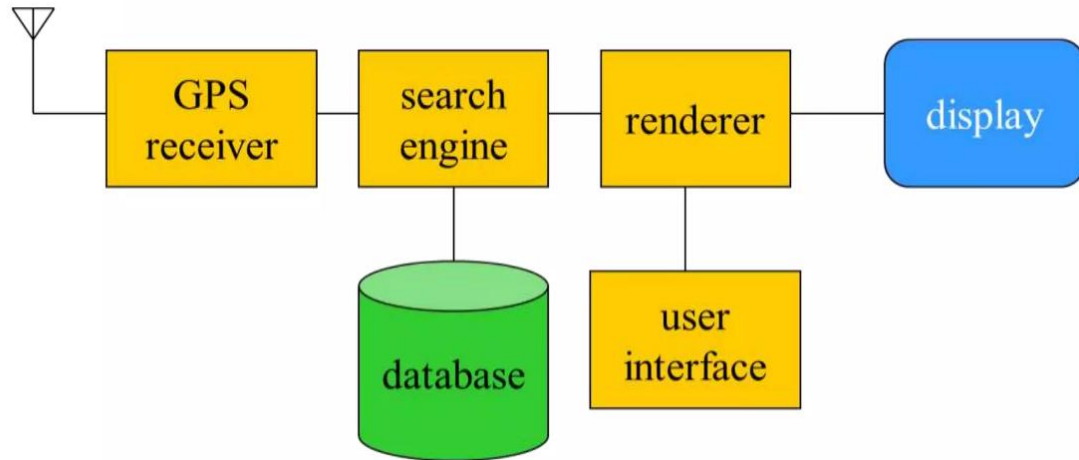 GPS
receiver
search
engine
renderer
display
database
user
interface